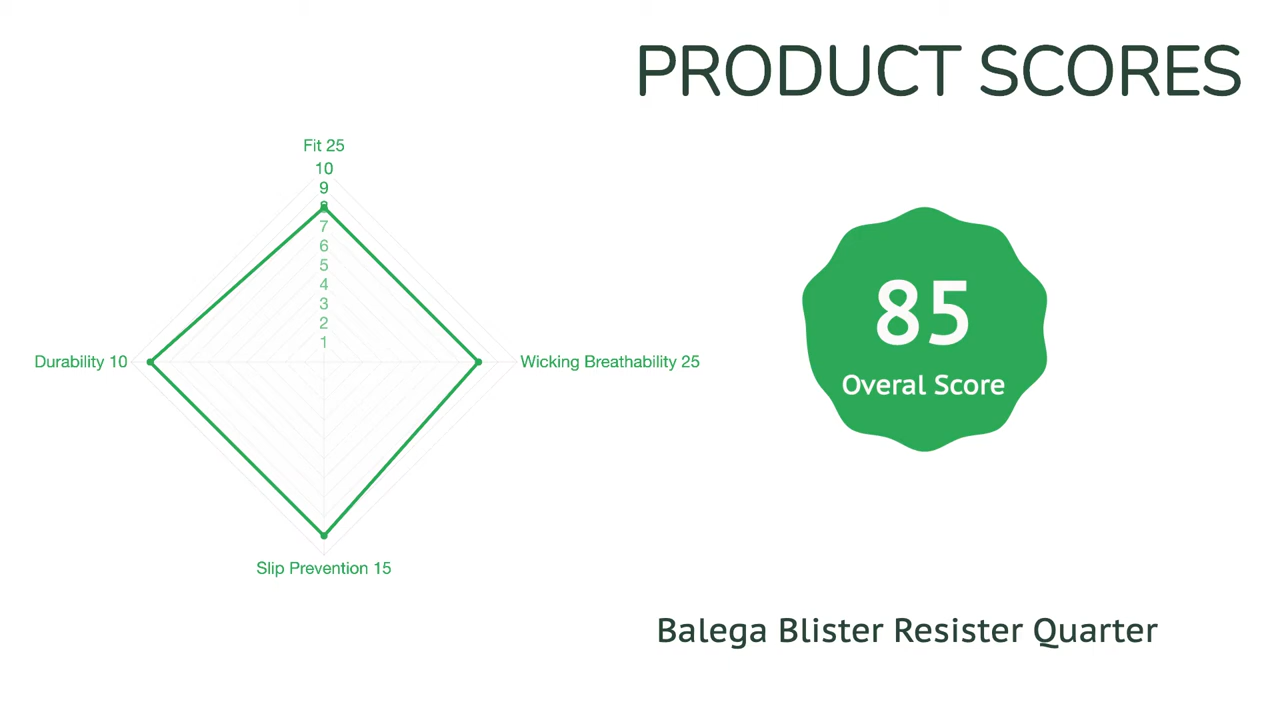 PRODUCT SCORES
Fit 25
10
9
8
7
6
5
4
3
2
1
Durability 10
Wicking Breathability 25
Slip Prevention 15
85
Overal Score
Balega Blister Resister Quarter